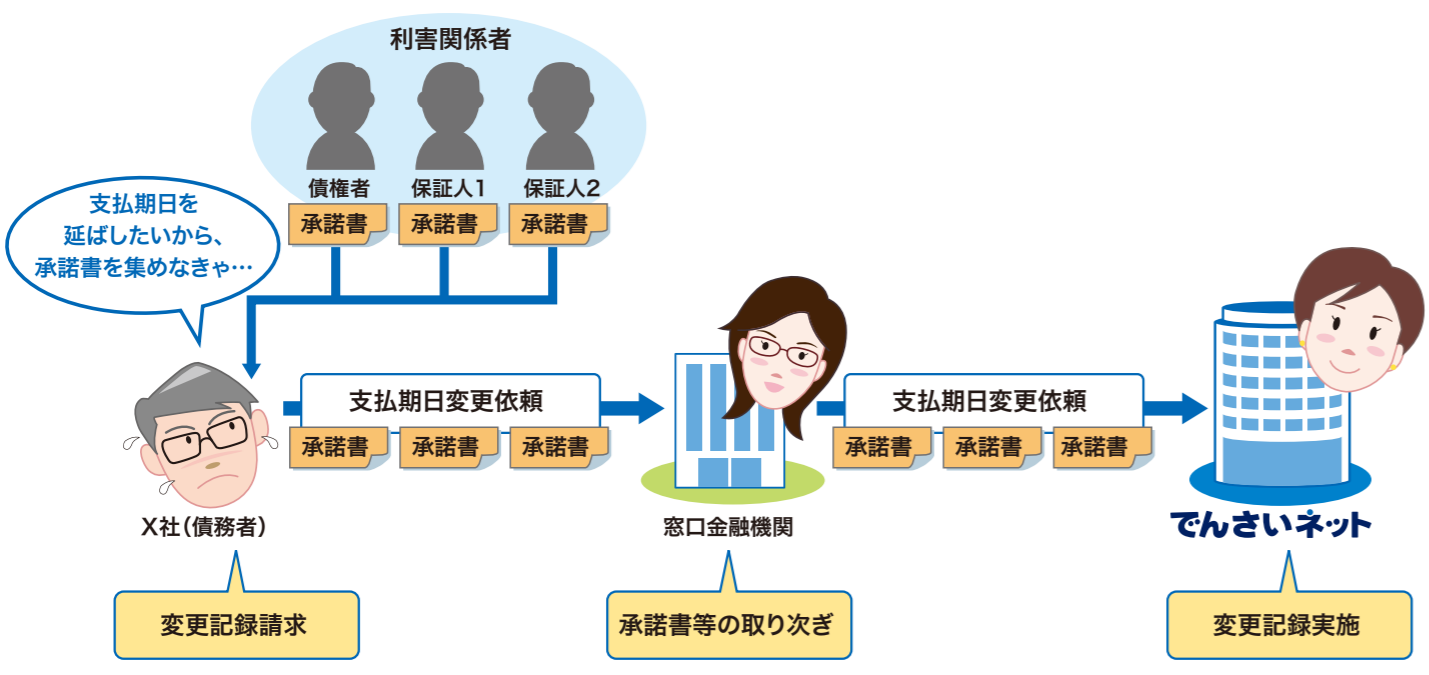 利害関係者
債権者
保証人1
保証人2
承諾書
承諾書
承諾書
支払期日を
延ばしたいから、
承諾書を集めなきゃ…
支払期日変更依頼
承諾書
承諾書
承諾書
支払期日変更依頼
承諾書
承諾書
承諾書
X社（債務者）
窓口金融機関
でんさいネット
変更記録請求
承諾書等の取り次ぎ
変更記録実施